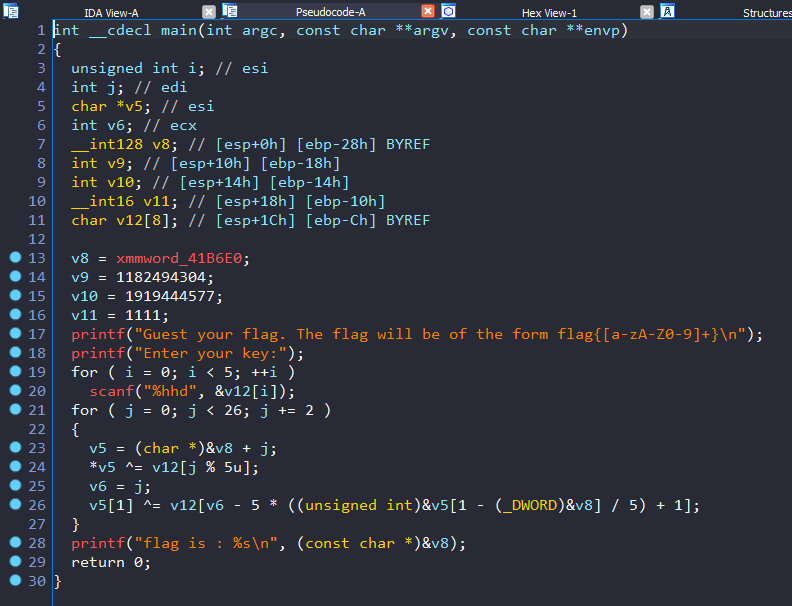 IDA View-A Pseudocode-A Hex View-1 Structures
1 int __cdecl main(int argc, const char **argv, const char **envp)
2 {
3 unsigned int i; // esi
4 int j; // edi
5 char *v5; // esi
6 int v6; // ecx
7 __int128 v8; // [esp+0h] [ebp-28h] BYREF
8 int v9; // [esp+10h] [ebp-18h]
9 int v10; // [esp+14h] [ebp-14h]
10 __int16 v11; // [esp+18h] [ebp-10h]
11 char v12[8]; // [esp+1Ch] [ebp-Ch] BYREF
12
13 v8 = xmmword_41B6E0;
14 v9 = 1182494304;
15 v10 = 1919444577;
16 v11 = 1111;
17 printf("Guest your flag. The flag will be of the form flag{[a-zA-Z0-9]+}\n");
18 printf("Enter your key:");
19 for ( i = 0; i < 5; ++i )
20 scanf("%hhd", &v12[i]);
21 for ( j = 0; j < 26; j += 2 )
22 {
23 v5 = (char *)&v8 + j;
24 *v5 ^= v12[j % 5u];
25 v6 = j;
26 v5[1] ^= v12[v6 - 5 * ((unsigned int)&v5[1 - (_DWORD)&v8] / 5) + 1];
27 }
28 printf("flag is : %s\n", (const char *)&v8);
29 return 0;
30 }